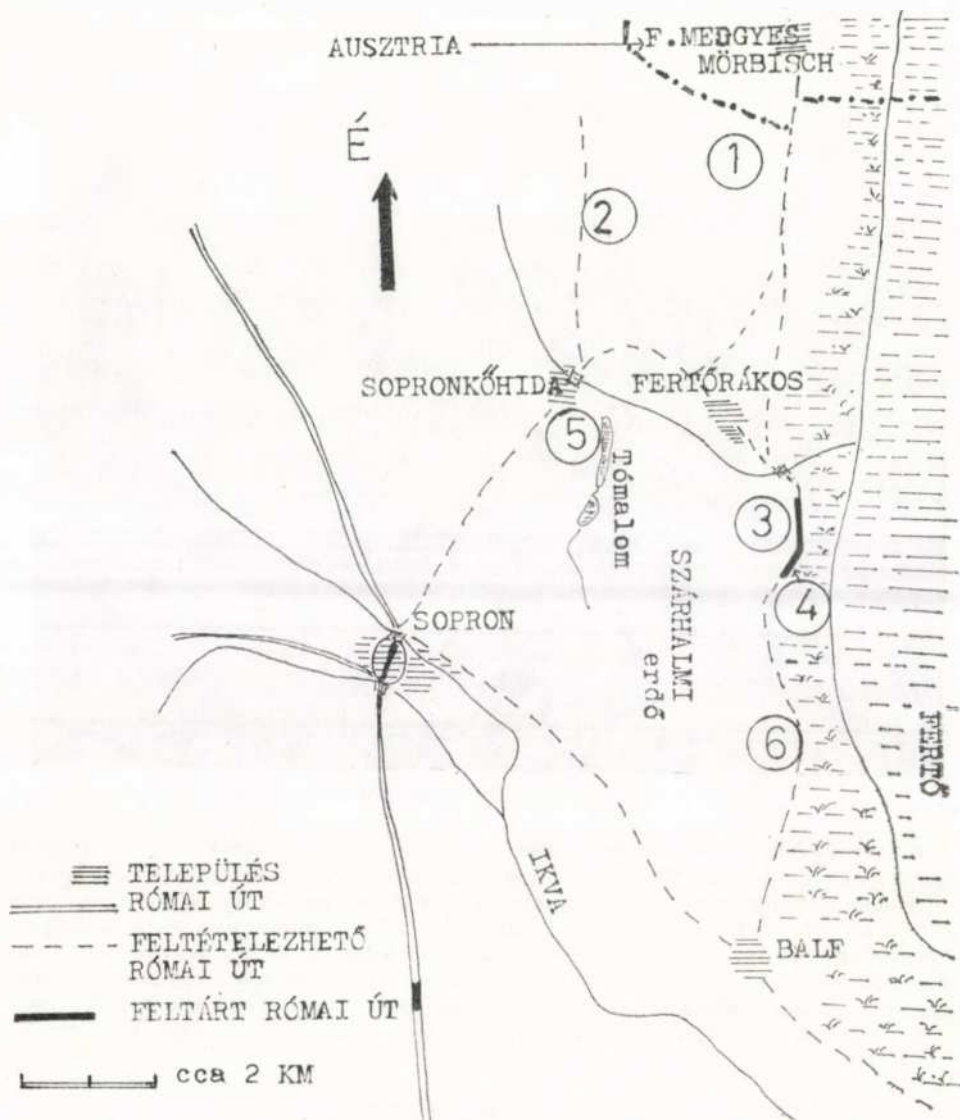 AUSZTRIA
F. MEDGYES
MÖRBISCH
É
1
2
SOPRONKŐHIDA
FERTŐRÁKOS
5
Tómalom
3
SZÁRHALMI
erdő
4
SOPRON
6
FERTŐ
IKVA
BALF
TELEPÜLÉS
RÓMAI ÚT
FELTÉTELEZHETŐ
RÓMAI ÚT
FELTÁRT RÓMAI ÚT
cca 2 KM